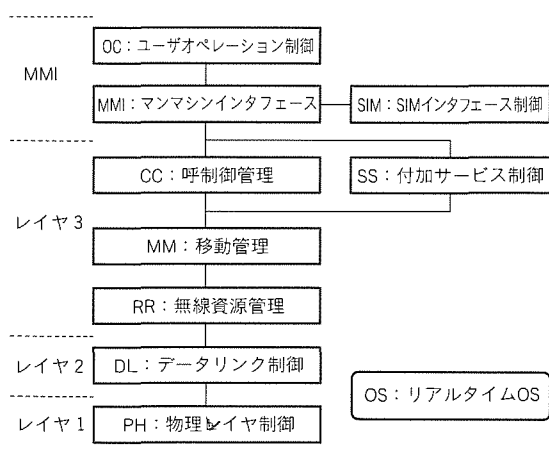 OC：ユーザオペレーション制御
MMI
MMI：マンマシンインタフェース
SIM：SIMインタフェース制御
CC：呼制御管理
SS：付加サービス制御
レイヤ3
MM：移動管理
RR：無線資源管理
レイヤ2
DL：データリンク制御
OS：リアルタイムOS
レイヤ1
PH：物理レイヤ制御